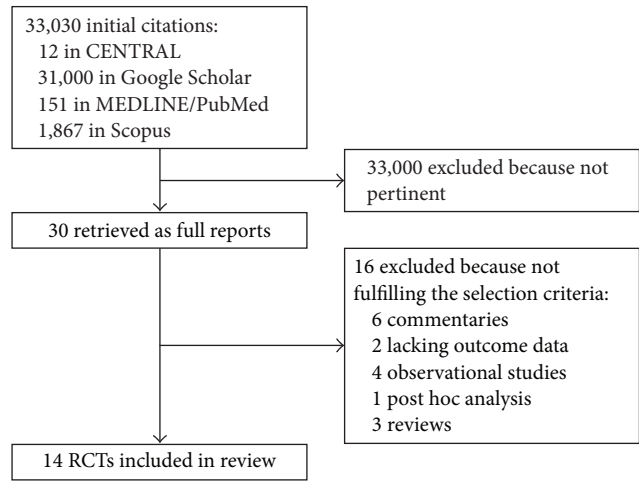 33,030 initial citations:
12 in CENTRAL
31,000 in Google Scholar
151 in MEDLINE/PubMed
1,867 in Scopus
33,000 excluded because not
pertinent
30 retrieved as full reports
16 excluded because not
fulfilling the selection criteria:
6 commentaries
2 lacking outcome data
4 observational studies
1 post hoc analysis
3 reviews
14 RCTs included in review